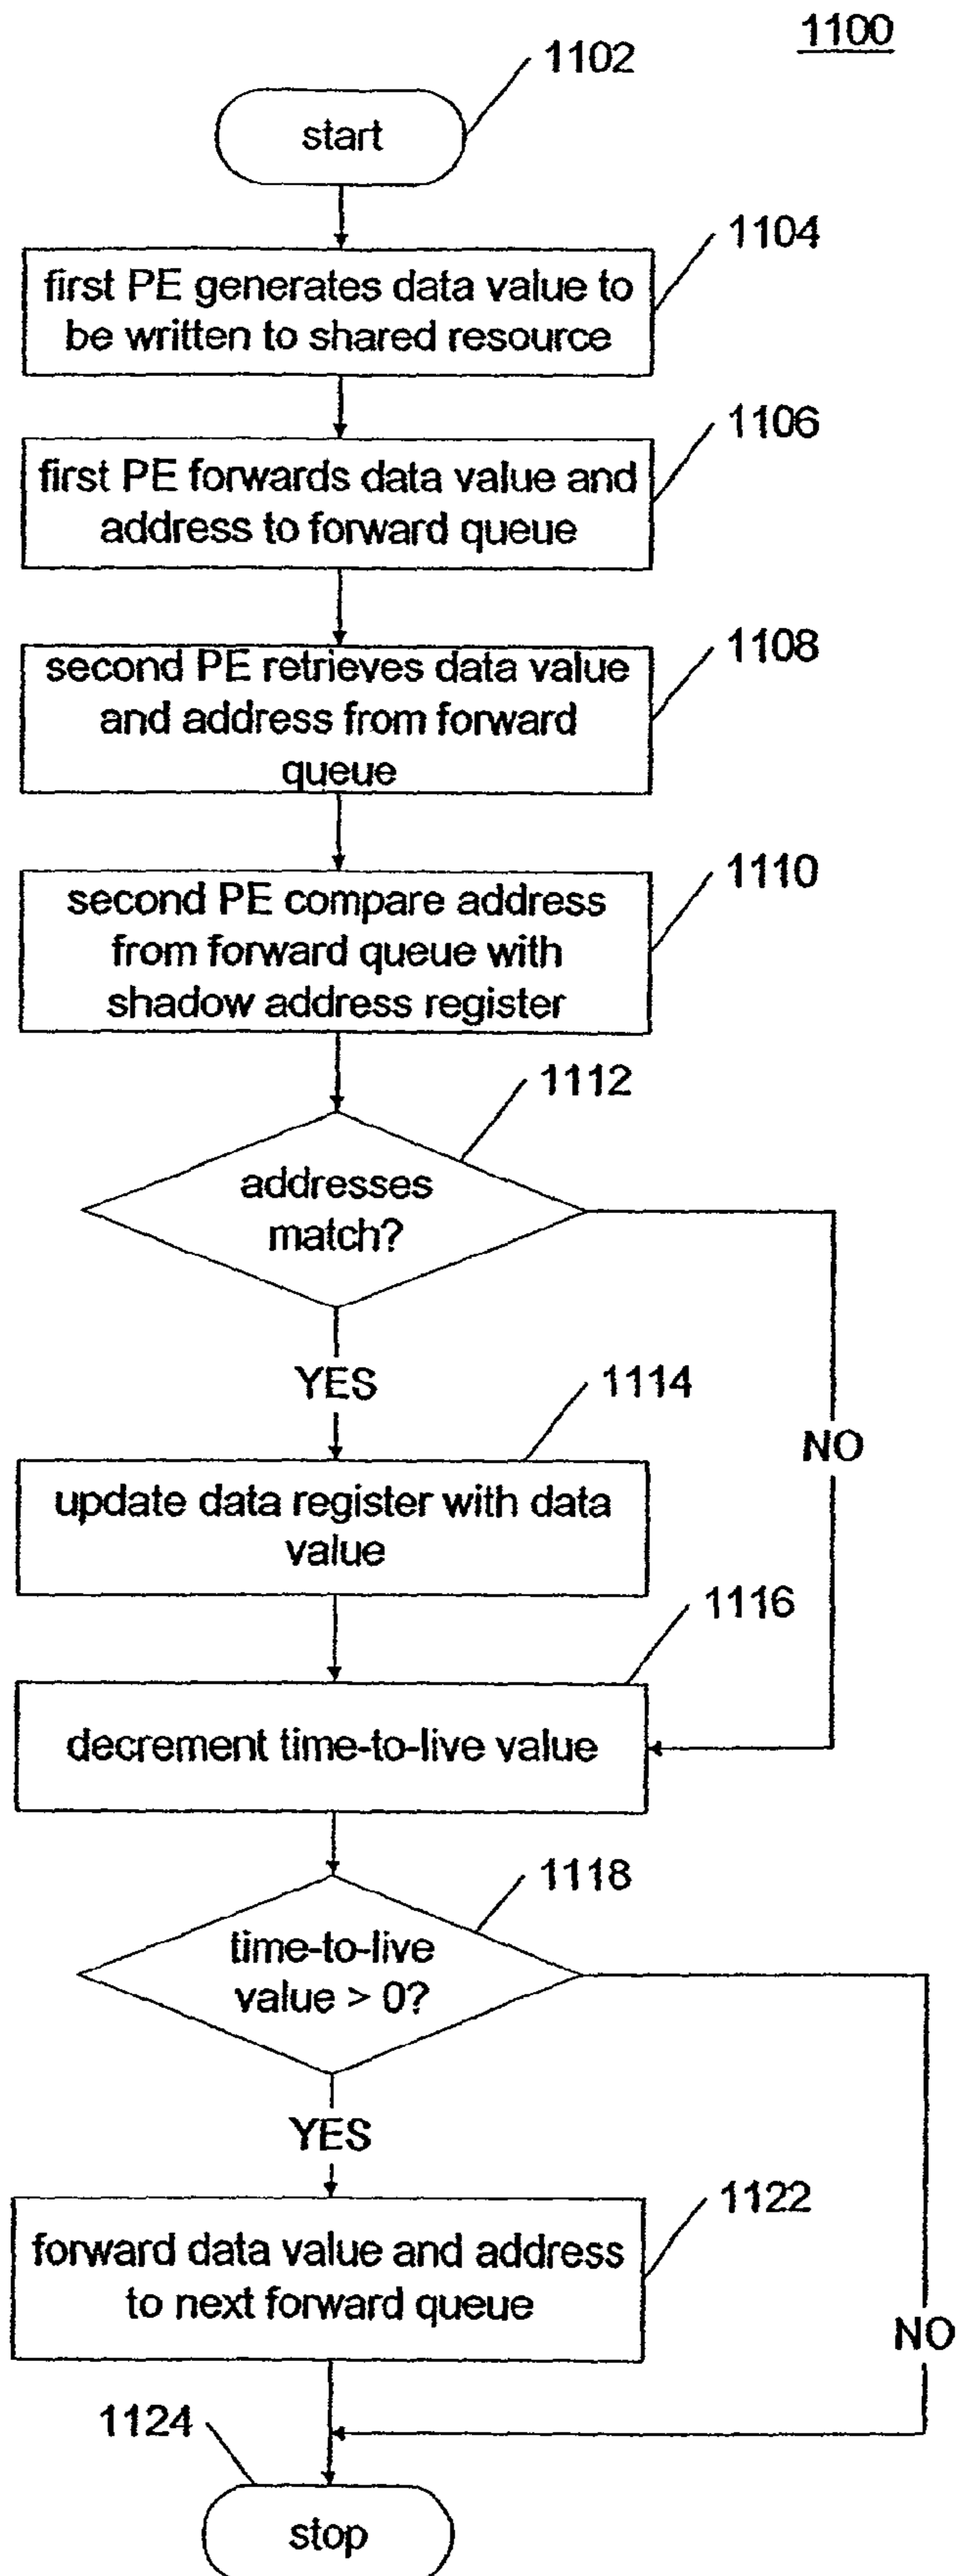 1100
1102
start
1104
first PE generates data value to
be written to shared resource
1106
first PE forwards data value and
address to forward queue
1108
second PE retrieves data value
and address from forward
queue
1110
second PE compare address
from forward queue with
shadow address register
1112
addresses
match?
YES
1114
NO
update data register with data
value
1116
decrement time-to-live value
1118
time-to-live
value > 0?
YES
1122
forward data value and address
to next forward queue
NO
1124
stop